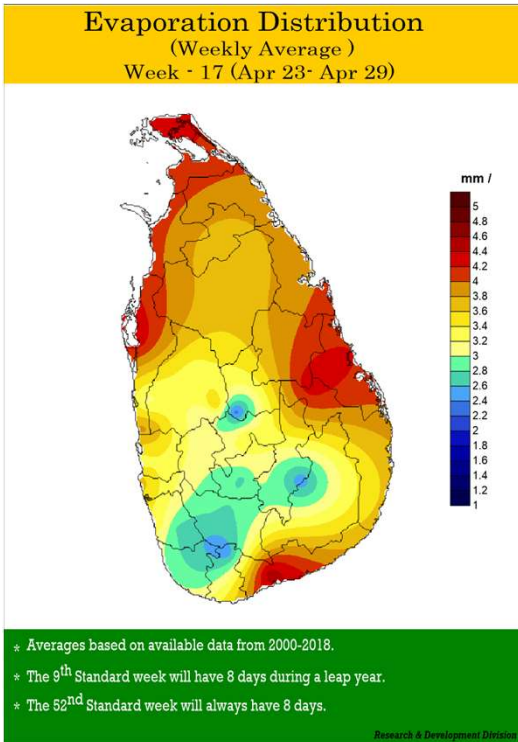 Evaporation Distribution
(Weekly Average )
Week - 17 (Apr 23- Apr 29)
mm /
5
4.8
4.6
4.4
4.2
4
3.8
3.6
3.4
3.2
3
2.8
2.6
2.4
2.2
2
1.8
1.6
1.4
1.2
1
* Averages based on available data from 2000-2018.
* The 9th Standard week will have 8 days during a leap year.
* The 52nd Standard week will always have 8 days.
Research & Development Division